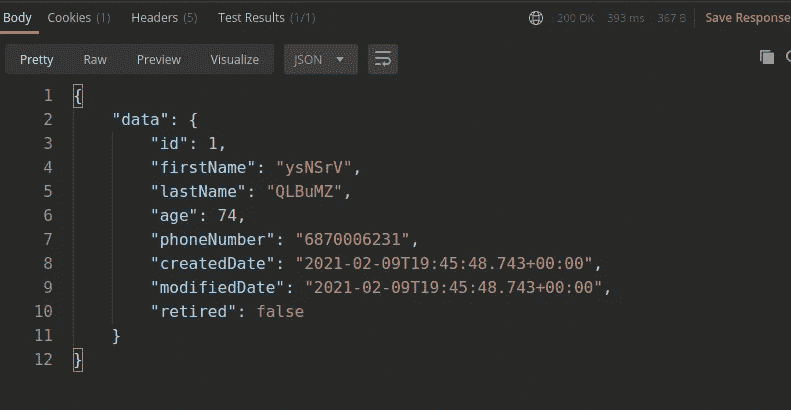 Body Cookies (1) Headers (5) Test Results (1/1) 200 OK 393 ms 367 B Save Response
Pretty Raw Preview Visualize JSON
1 {
2 "data": {
3 "id": 1,
4 "firstName": "ysNSrV",
5 "lastName": "QLBuMZ",
6 "age": 74,
7 "phoneNumber": "6870006231",
8 "createdDate": "2021-02-09T19:45:48.743+00:00",
9 "modifiedDate": "2021-02-09T19:45:48.743+00:00",
10 "retired": false
11 }
12 }